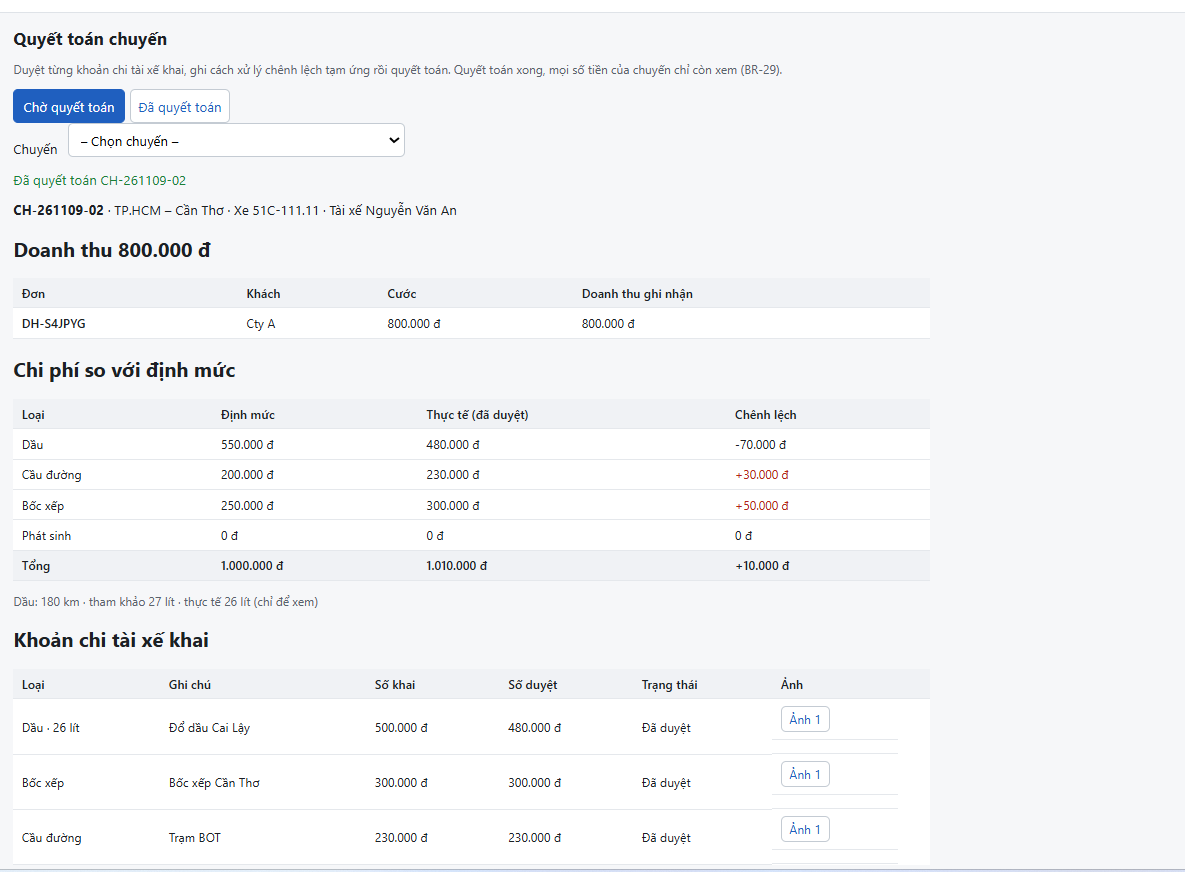 Quyết toán chuyến
Duyệt từng khoản chi tài xế khai, ghi cách xử lý chênh lệch tạm ứng rồi quyết toán. Quyết toán xong, mọi số tiền của chuyến chỉ còn xem (BR-29).
Chờ quyết toán Đã quyết toán
Chuyến – Chọn chuyến –
Đã quyết toán CH-261109-02
CH-261109-02 · TP.HCM – Cần Thơ · Xe 51C-111.11 · Tài xế Nguyễn Văn An
Doanh thu 800.000 đ
Đơn Khách Cước Doanh thu ghi nhận
DH-S4JPYG Cty A 800.000 đ 800.000 đ
Chi phí so với định mức
Loại Định mức Thực tế (đã duyệt) Chênh lệch
Dầu 550.000 đ 480.000 đ -70.000 đ
Cầu đường 200.000 đ 230.000 đ +30.000 đ
Bốc xếp 250.000 đ 300.000 đ +50.000 đ
Phát sinh 0 đ 0 đ 0 đ
Tổng 1.000.000 đ 1.010.000 đ +10.000 đ
Dầu: 180 km · tham khảo 27 lít · thực tế 26 lít (chỉ để xem)
Khoản chi tài xế khai
Loại Ghi chú Số khai Số duyệt Trạng thái Ảnh
Dầu · 26 lít Đổ dầu Cai Lậy 500.000 đ 480.000 đ Đã duyệt Ảnh 1
Bốc xếp Bốc xếp Cần Thơ 300.000 đ 300.000 đ Đã duyệt Ảnh 1
Cầu đường Trạm BOT 230.000 đ 230.000 đ Đã duyệt Ảnh 1